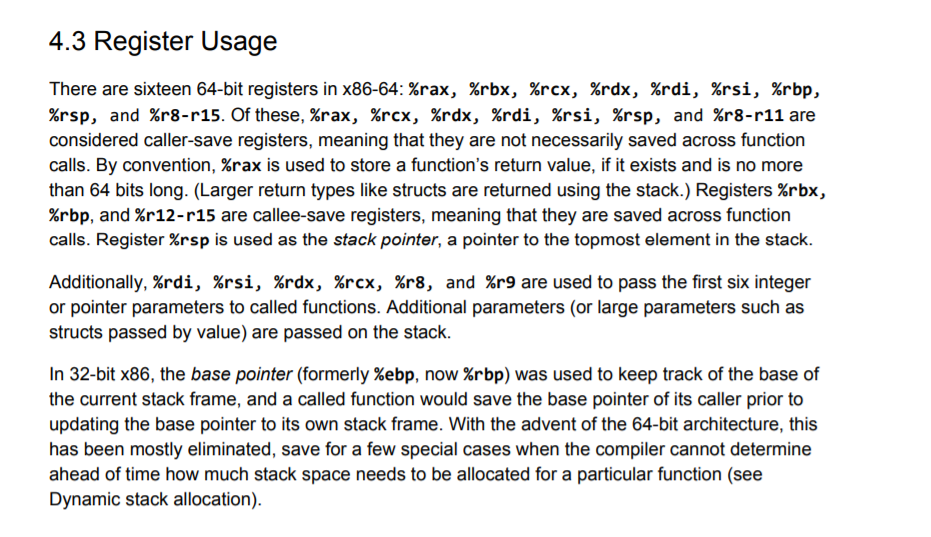 4.3 Register Usage
There are sixteen 64-bit registers in x86-64: %rax, %rbx, %rcx, %rdx, %rdi, %rsi, %rbp,
%rsp, and %r8-r15. Of these, %rax, %rcx, %rdx, %rdi, %rsi, %rsp, and %r8-r11 are
considered caller-save registers, meaning that they are not necessarily saved across function
calls. By convention, %rax is used to store a function's return value, if it exists and is no more
than 64 bits long. (Larger return types like structs are returned using the stack.) Registers %rbx,
%rbp, and %r12-r15 are callee-save registers, meaning that they are saved across function
calls. Register %rsp is used as the stack pointer, a pointer to the topmost element in the stack.
Additionally, %rdi, %rsi, %rdx, %rcx, %r8, and %r9 are used to pass the first six integer
or pointer parameters to called functions. Additional parameters (or large parameters such as
structs passed by value) are passed on the stack.
In 32-bit x86, the base pointer (formerly %ebp, now %rbp) was used to keep track of the base of
the current stack frame, and a called function would save the base pointer of its caller prior to
updating the base pointer to its own stack frame. With the advent of the 64-bit architecture, this
has been mostly eliminated, save for a few special cases when the compiler cannot determine
ahead of time how much stack space needs to be allocated for a particular function (see
Dynamic stack allocation).